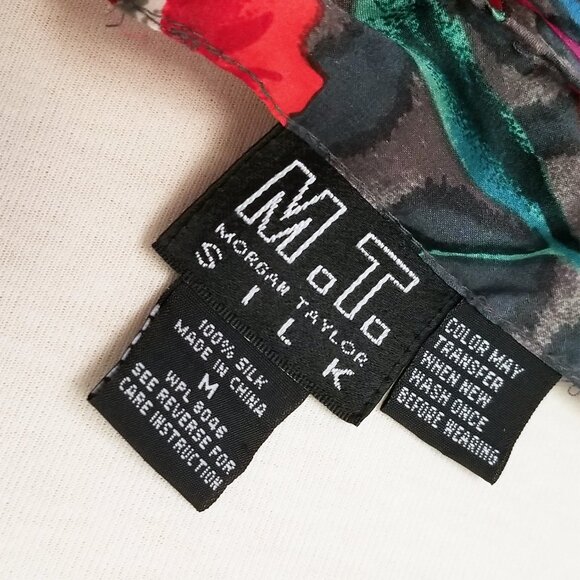 M.T.
MORGAN TAYLOR
SILK
100% SILK
MADE IN CHINA
M
WPL 8046
SEE REVERSE FOR
CARE INSTRUCTION
COLOR MAY
TRANSFER
WHEN NEW
WASH ONCE
BEFORE WEARING